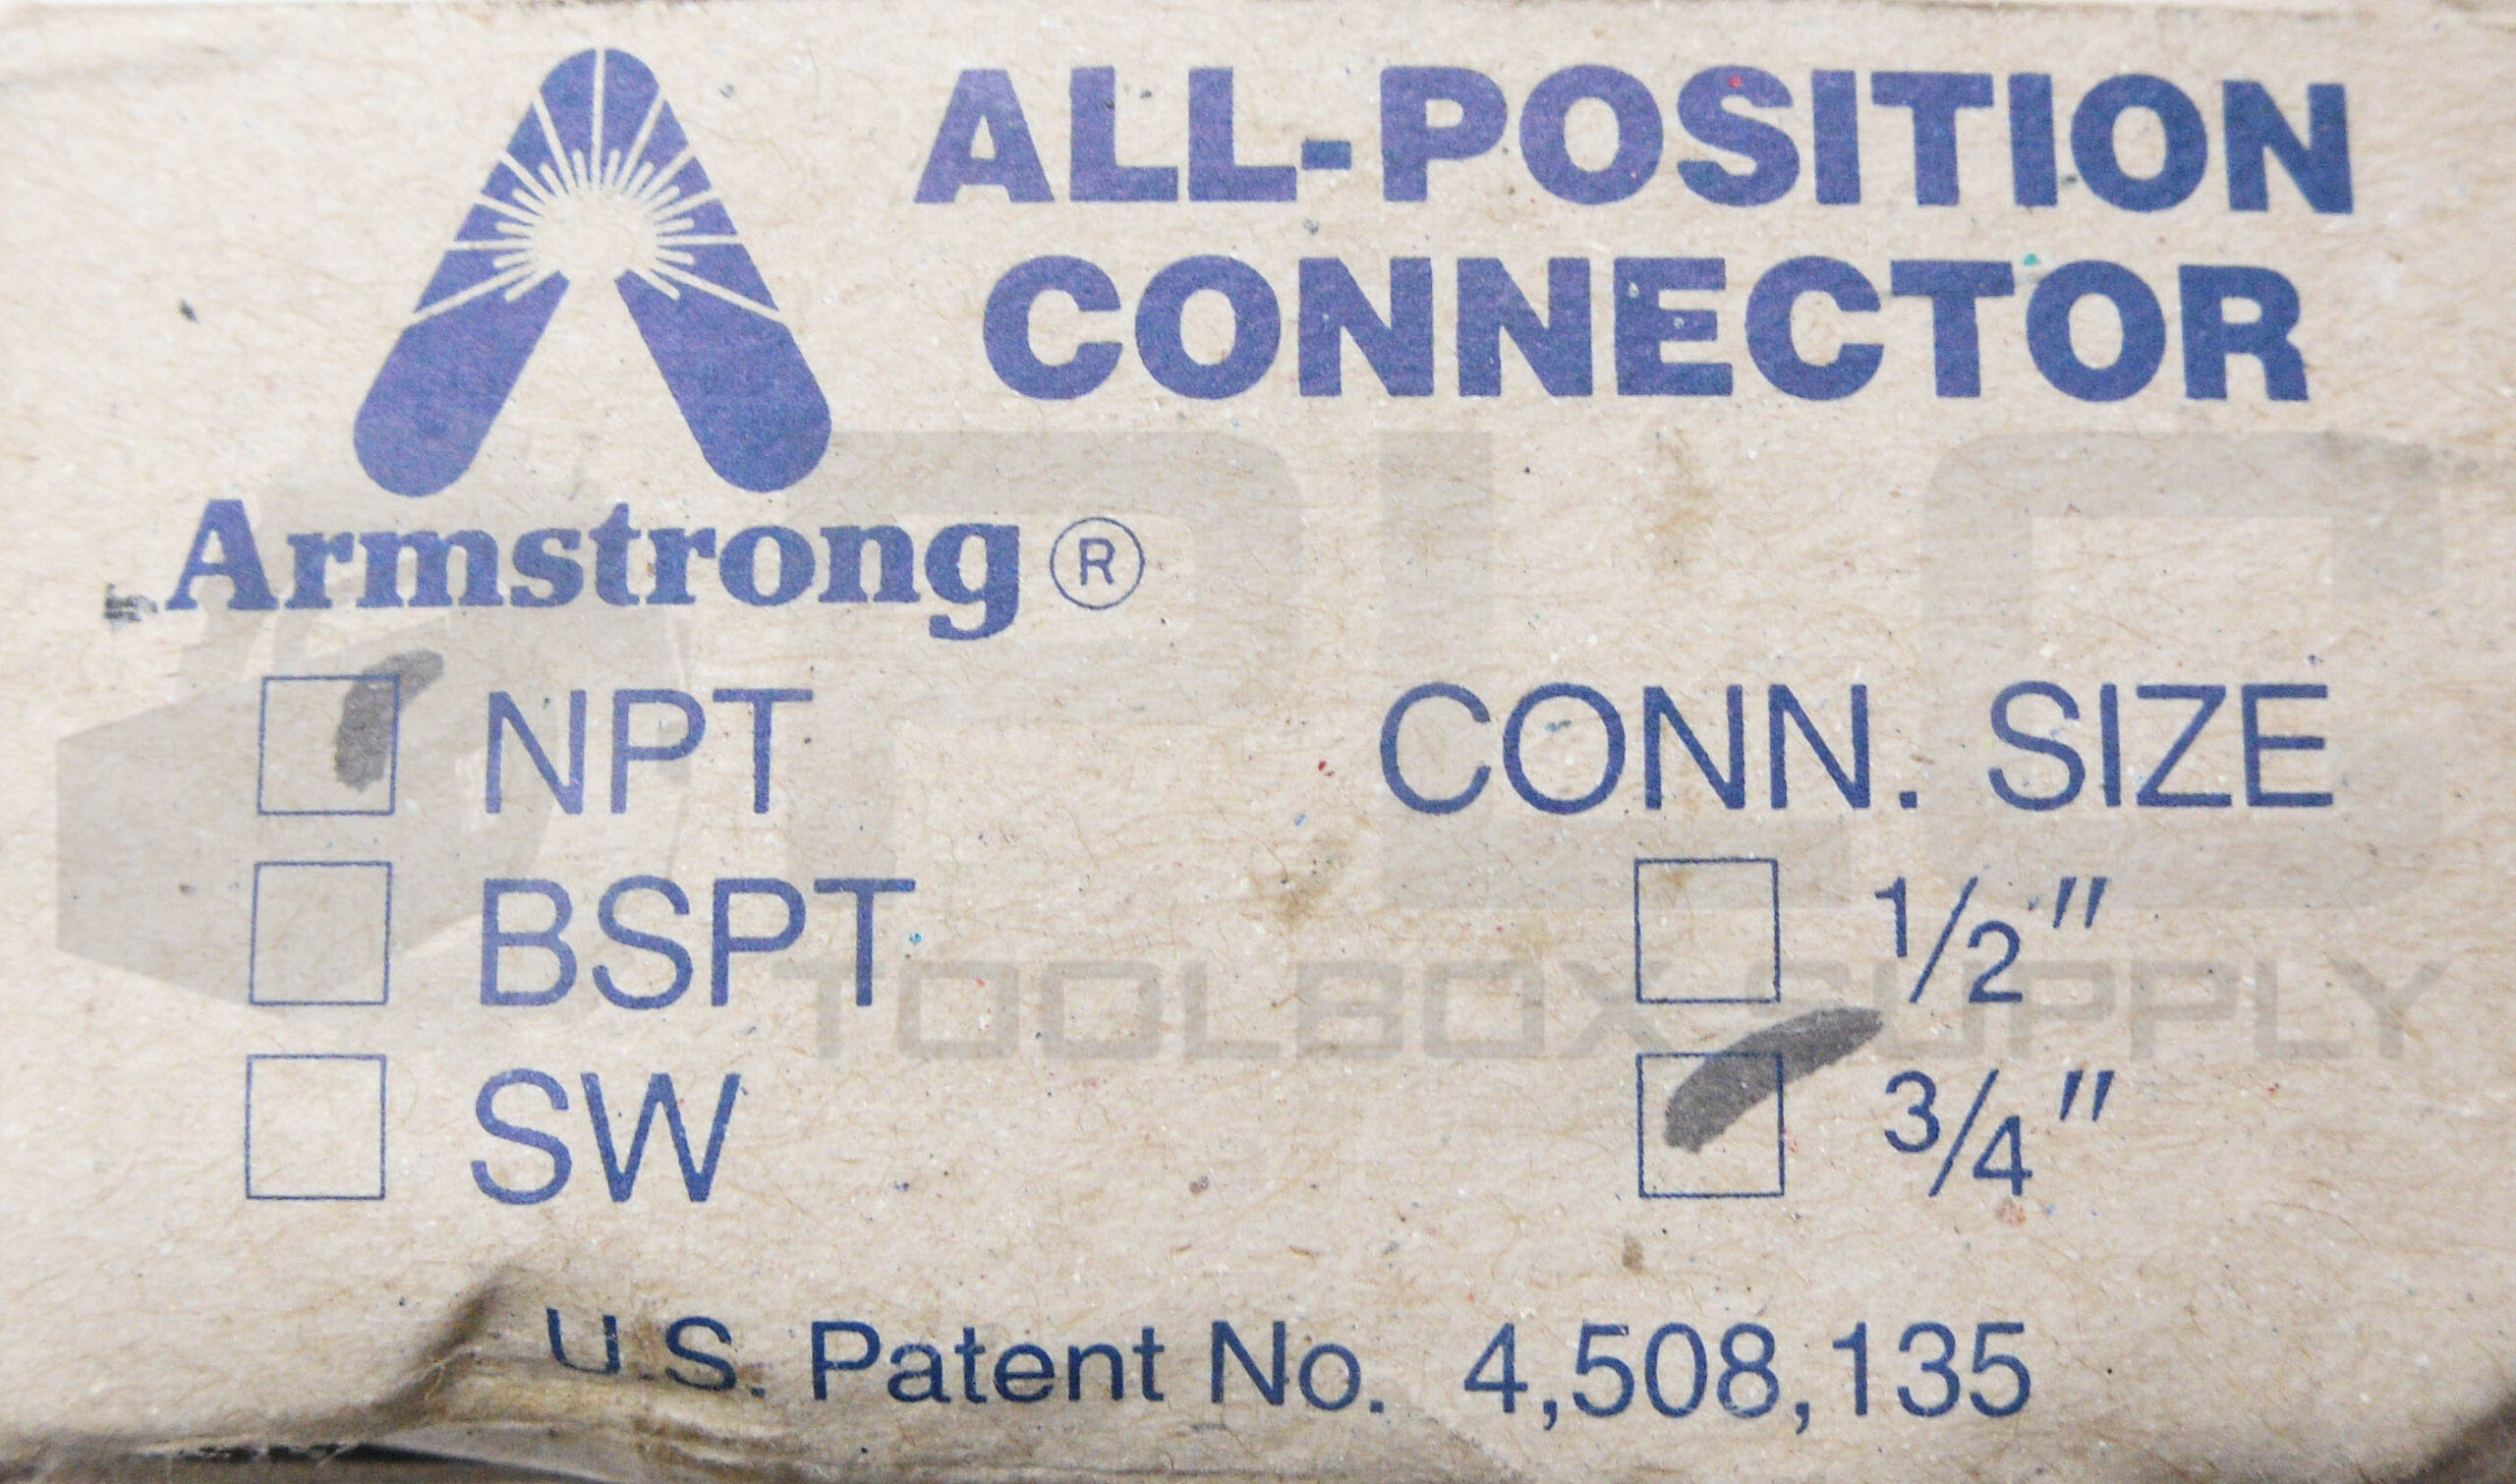 ALL-POSITION
CONNECTOR
Armstrong ®
NPT
BSPT
SW
CONN. SIZE
1/2"
3/4"
U.S. Patent No. 4,508,135
PLC
TOOLBOX SUPPLY